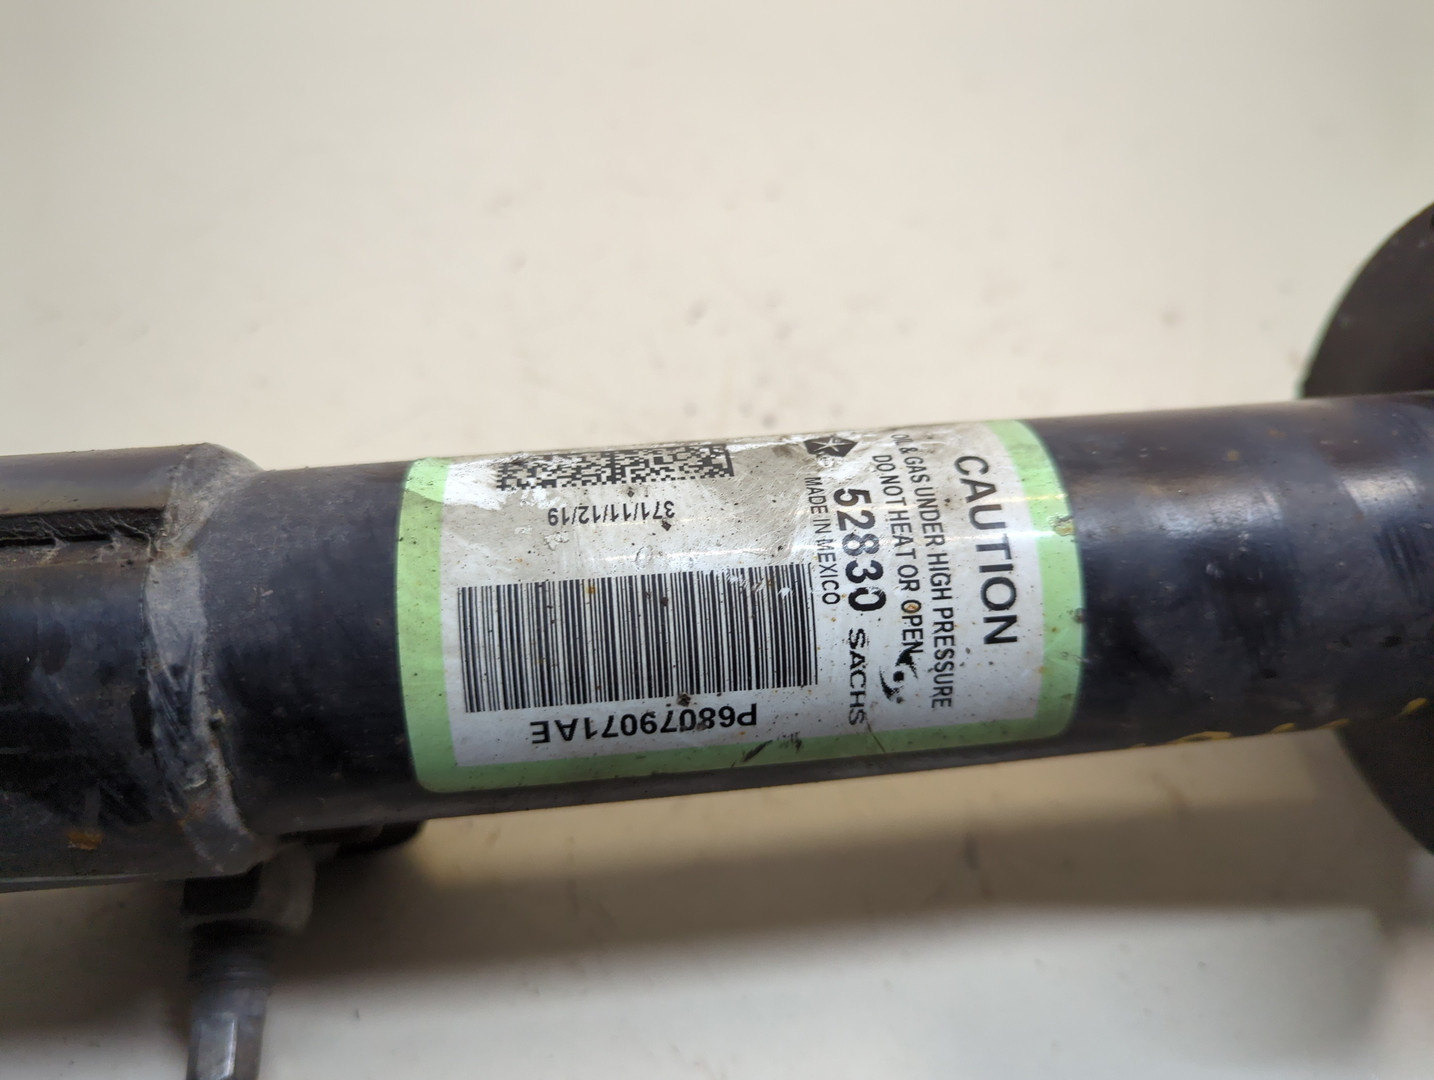 CAUTION
OIL & GAS UNDER HIGH PRESSURE
DO NOT HEAT OR OPEN
52830 SACHS
MADE IN MEXICO
371/11/12/19
P68079071AE